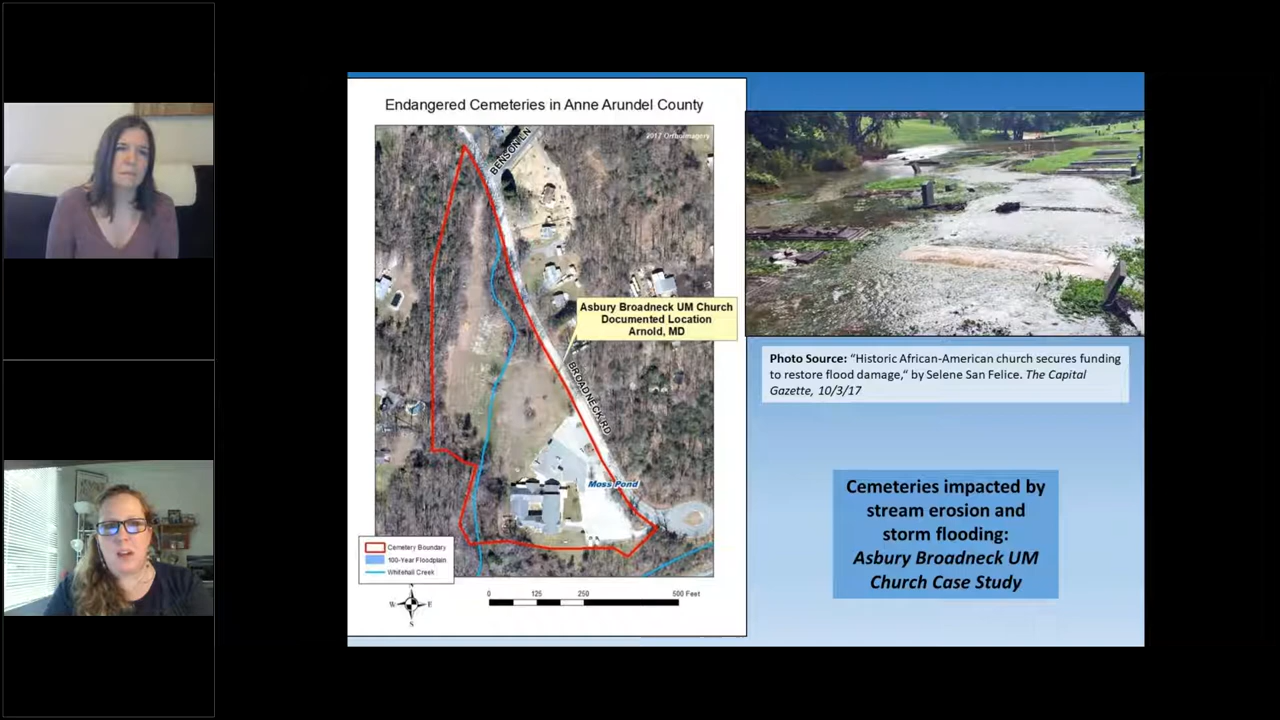 Endangered Cemeteries in Anne Arundel County
2017 Orthoimagery
BENSON LN
Asbury Broadneck UM Church
Documented Location
Arnold, MD
BROADNECK RD
Moss Pond
Cemetery Boundary
100-Year Floodplain
Whitehall Creek
N
W
E
S
0 125 250 500 Feet
Photo Source: “Historic African-American church secures funding
to restore flood damage,“ by Selene San Felice. The Capital
Gazette, 10/3/17
Cemeteries impacted by
stream erosion and
storm flooding:
Asbury Broadneck UM
Church Case Study